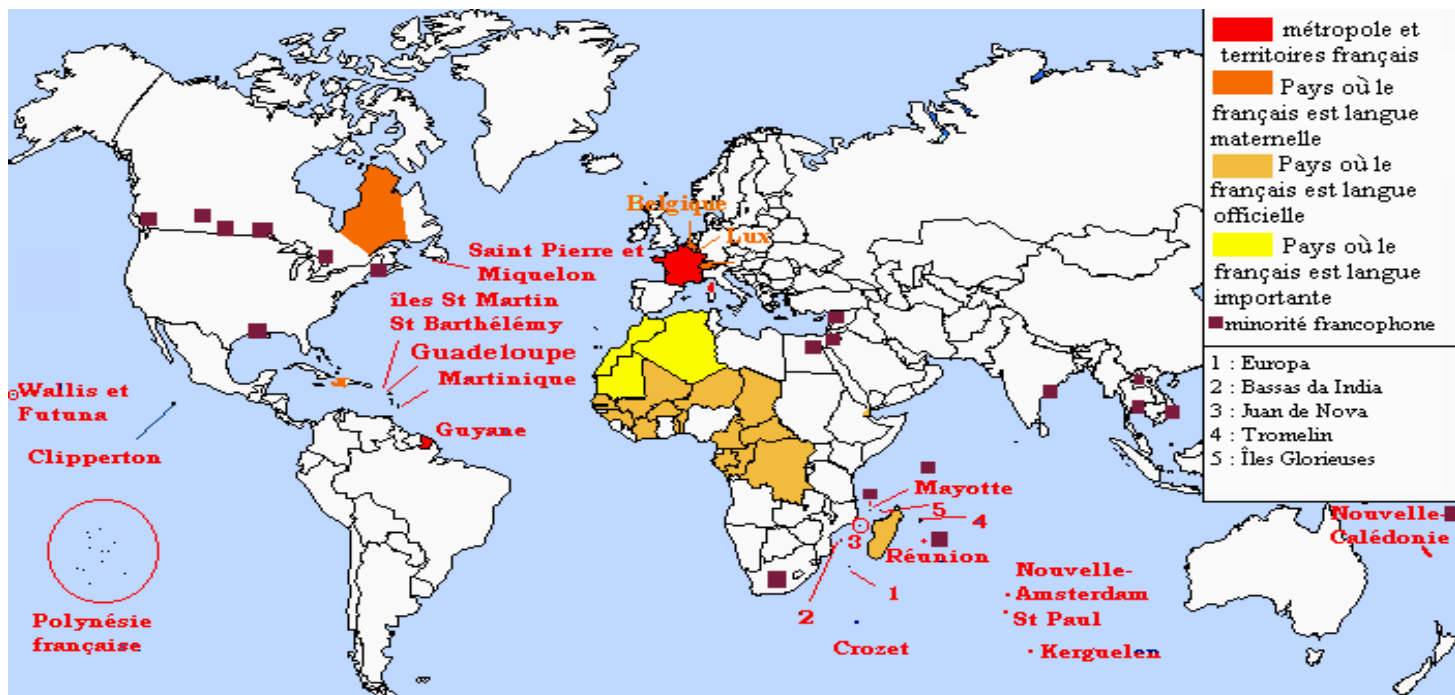 métropole et
territoires français
Pays où le
français est langue
maternelle
Pays où le
français est langue
officielle
Pays où le
français est langue
importante
minorité francophone
1 : Europa
2 : Bassas da India
3 : Juan de Nova
4 : Tromelin
5 : Îles Glorieuses
Belgique
Lux
Saint Pierre et
Miquelon
îles St Martin
St Barthélémy
Guadeloupe
Martinique
Wallis et
Futuna
Clipperton
Guyane
Polynésie
française
Mayotte
5
4
3
Réunion
1
2
Crozet
Nouvelle-
Amsterdam
St Paul
Kerguelen
Nouvelle-
Calédonie